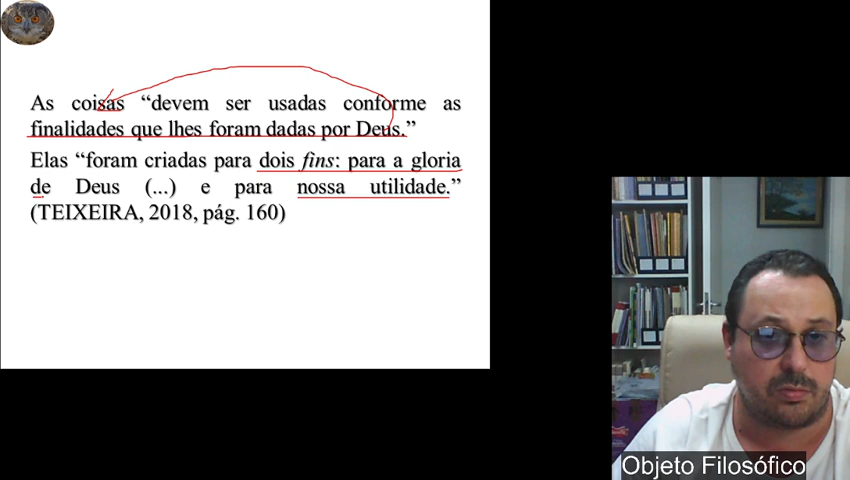 As coisas “devem ser usadas conforme as
finalidades que lhes foram dadas por Deus.”
Elas “foram criadas para dois fins: para a gloria
de Deus (...) e para nossa utilidade.”
(TEIXEIRA, 2018, pág. 160)
Objeto Filosófico